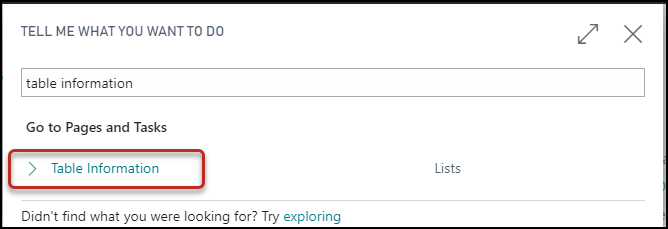 TELL ME WHAT YOU WANT TO DO
table information
Go to Pages and Tasks
Table Information Lists
Didn't find what you were looking for? Try exploring